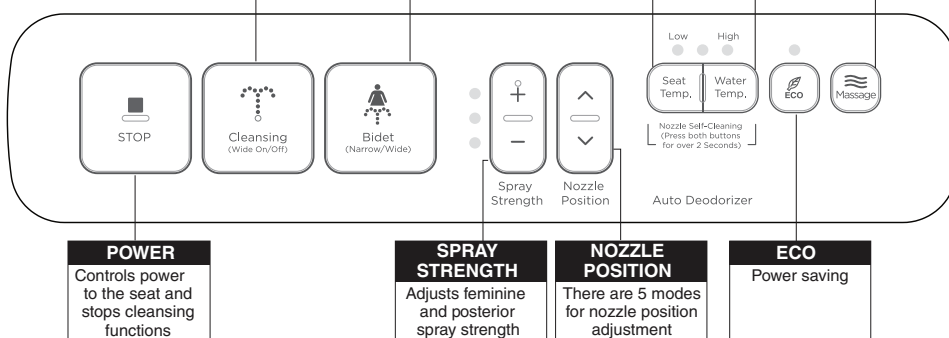 Low High
STOP
Cleansing
(Wide On/Off)
Bidet
(Narrow/Wide)
+
−
Spray
Strength
Nozzle
Position
Seat
Temp.
Water
Temp.
ECO
Massage
Nozzle Self-Cleaning
(Press both buttons
for over 2 Seconds)
Auto Deodorizer
POWER
Controls power
to the seat and
stops cleansing
functions
SPRAY
STRENGTH
Adjusts feminine
and posterior
spray strength
NOZZLE
POSITION
There are 5 modes
for nozzle position
adjustment
ECO
Power saving